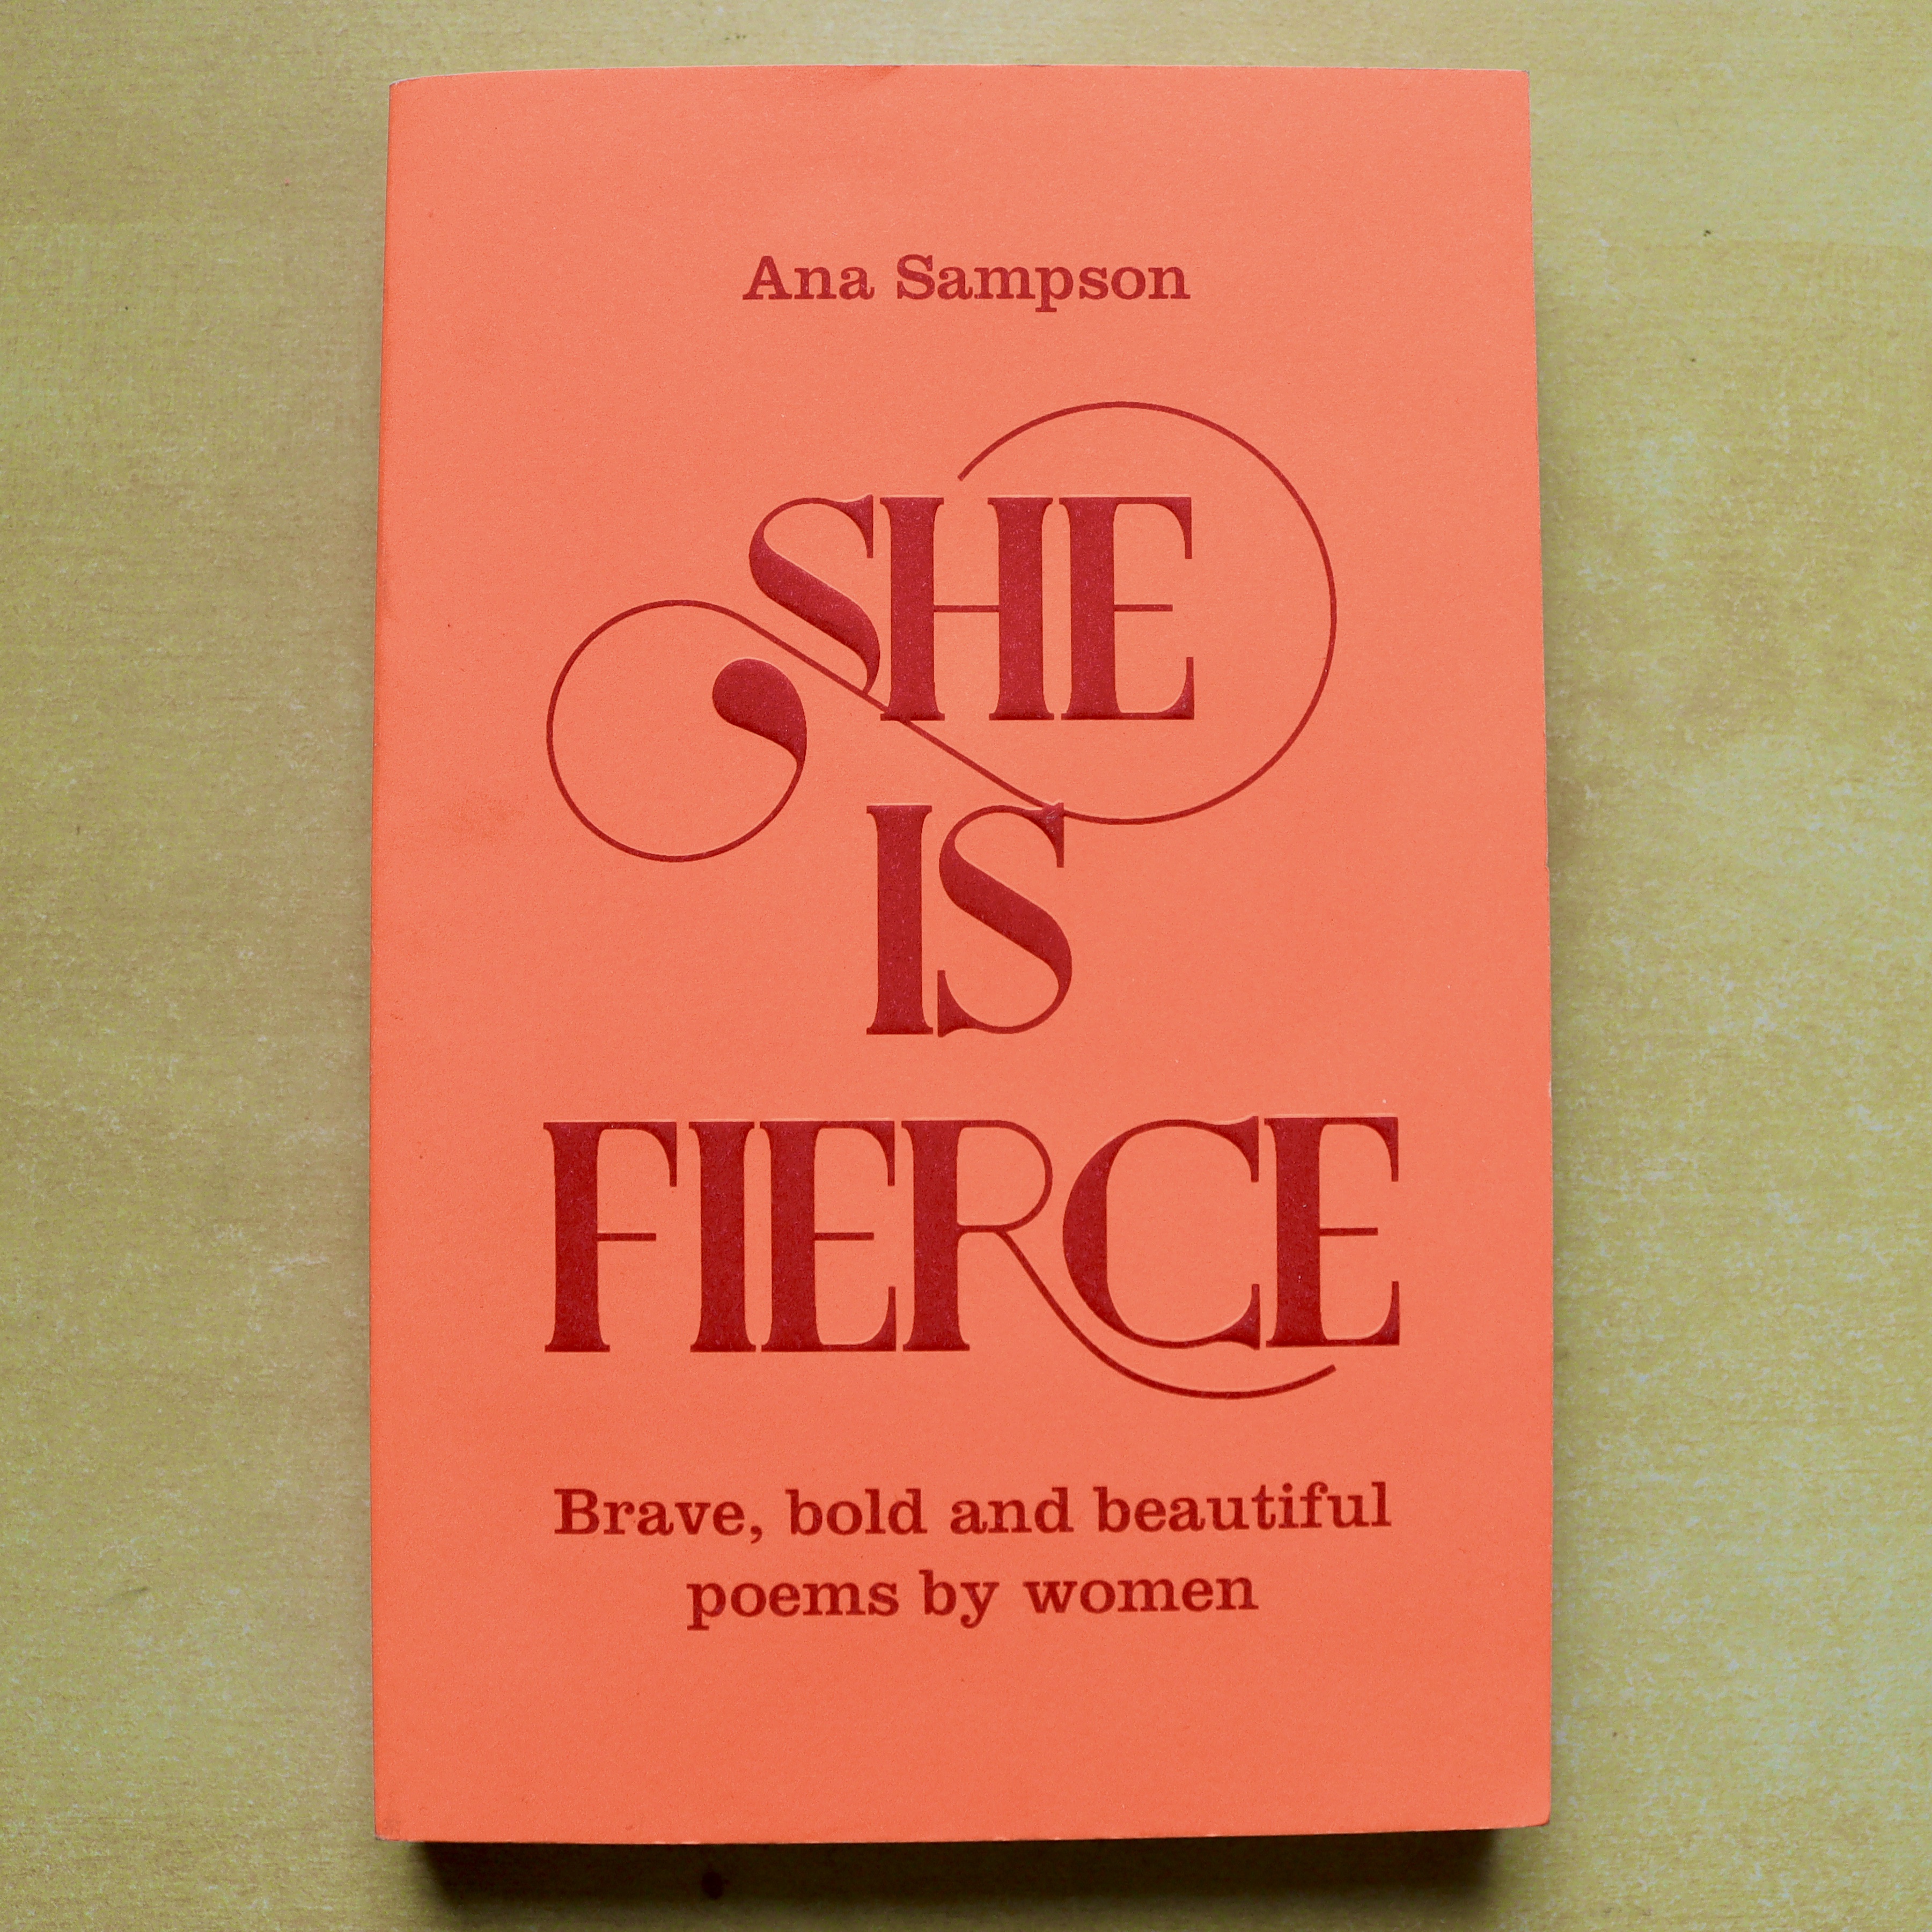 Ana Sampson
SHE
IS
FIERCE
Brave, bold and beautiful
poems by women